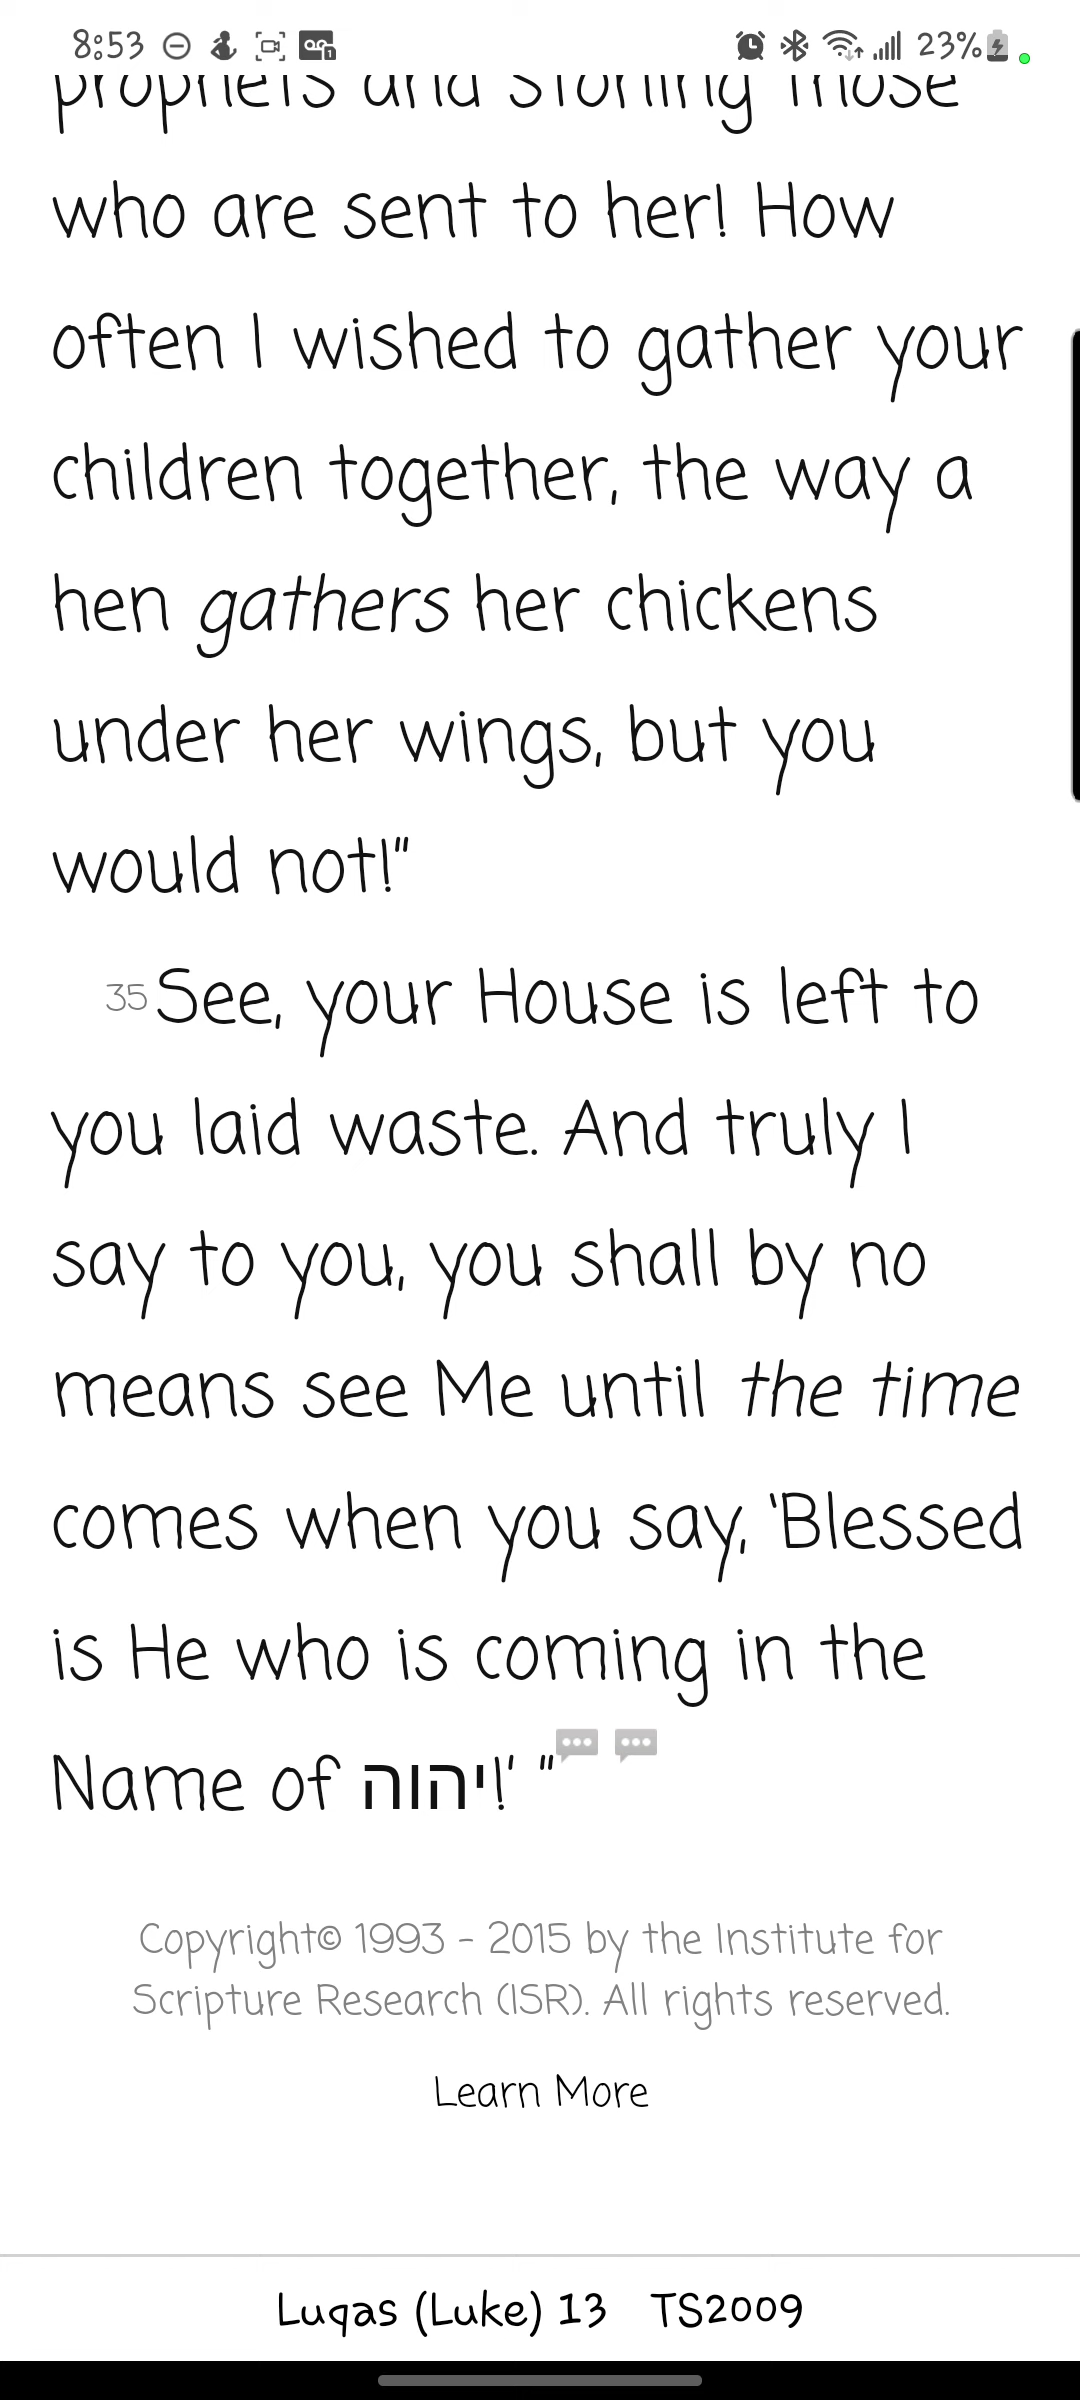 8:53 23%
prophets and stoning those
who are sent to her! How
often I wished to gather your
children together, the way a
hen gathers her chickens
under her wings, but you
would not!"
35 See, your House is left to
you laid waste. And truly I
say to you, you shall by no
means see Me until the time
comes when you say, 'Blessed
is He who is coming in the
Name of יהוה!' "
Copyright© 1993 - 2015 by the Institute for
Scripture Research (ISR). All rights reserved.
Learn More
Luqas (Luke) 13 TS2009